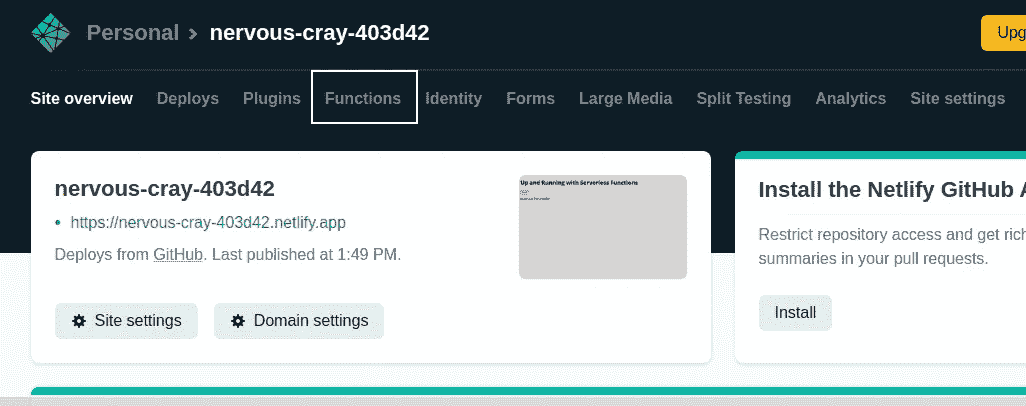 Personal > nervous-cray-403d42
Upg
Site overview Deploys Plugins Functions Identity Forms Large Media Split Testing Analytics Site settings
nervous-cray-403d42
Up and Running with Serverless Functions
• https://nervous-cray-403d42.netlify.app
Deploys from GitHub. Last published at 1:49 PM.
Site settings Domain settings
Install the Netlify GitHub A
Restrict repository access and get rich
summaries in your pull requests.
Install